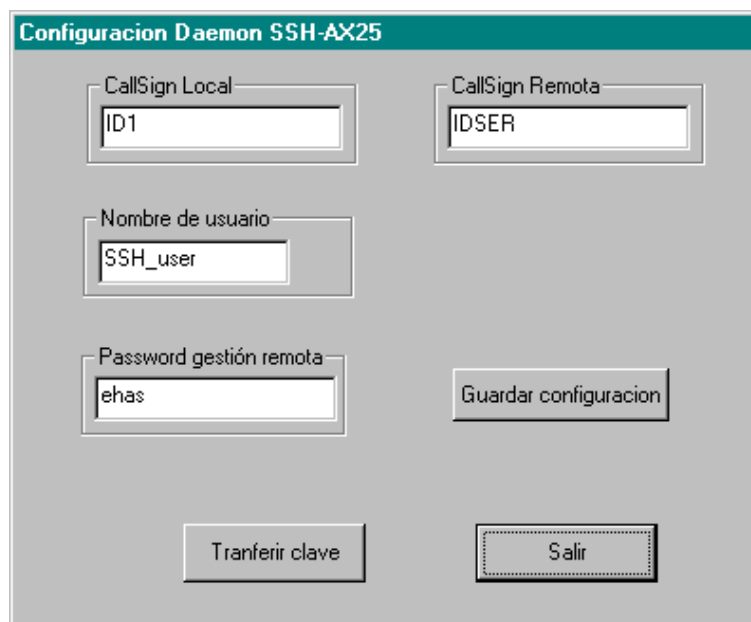 Configuracion Daemon SSH-AX25
CallSign Local
CallSign Remota
ID1
IDSER
Nombre de usuario
SSH_user
Password gestión remota
ehas
Guardar configuracion
Tranferir clave
Salir